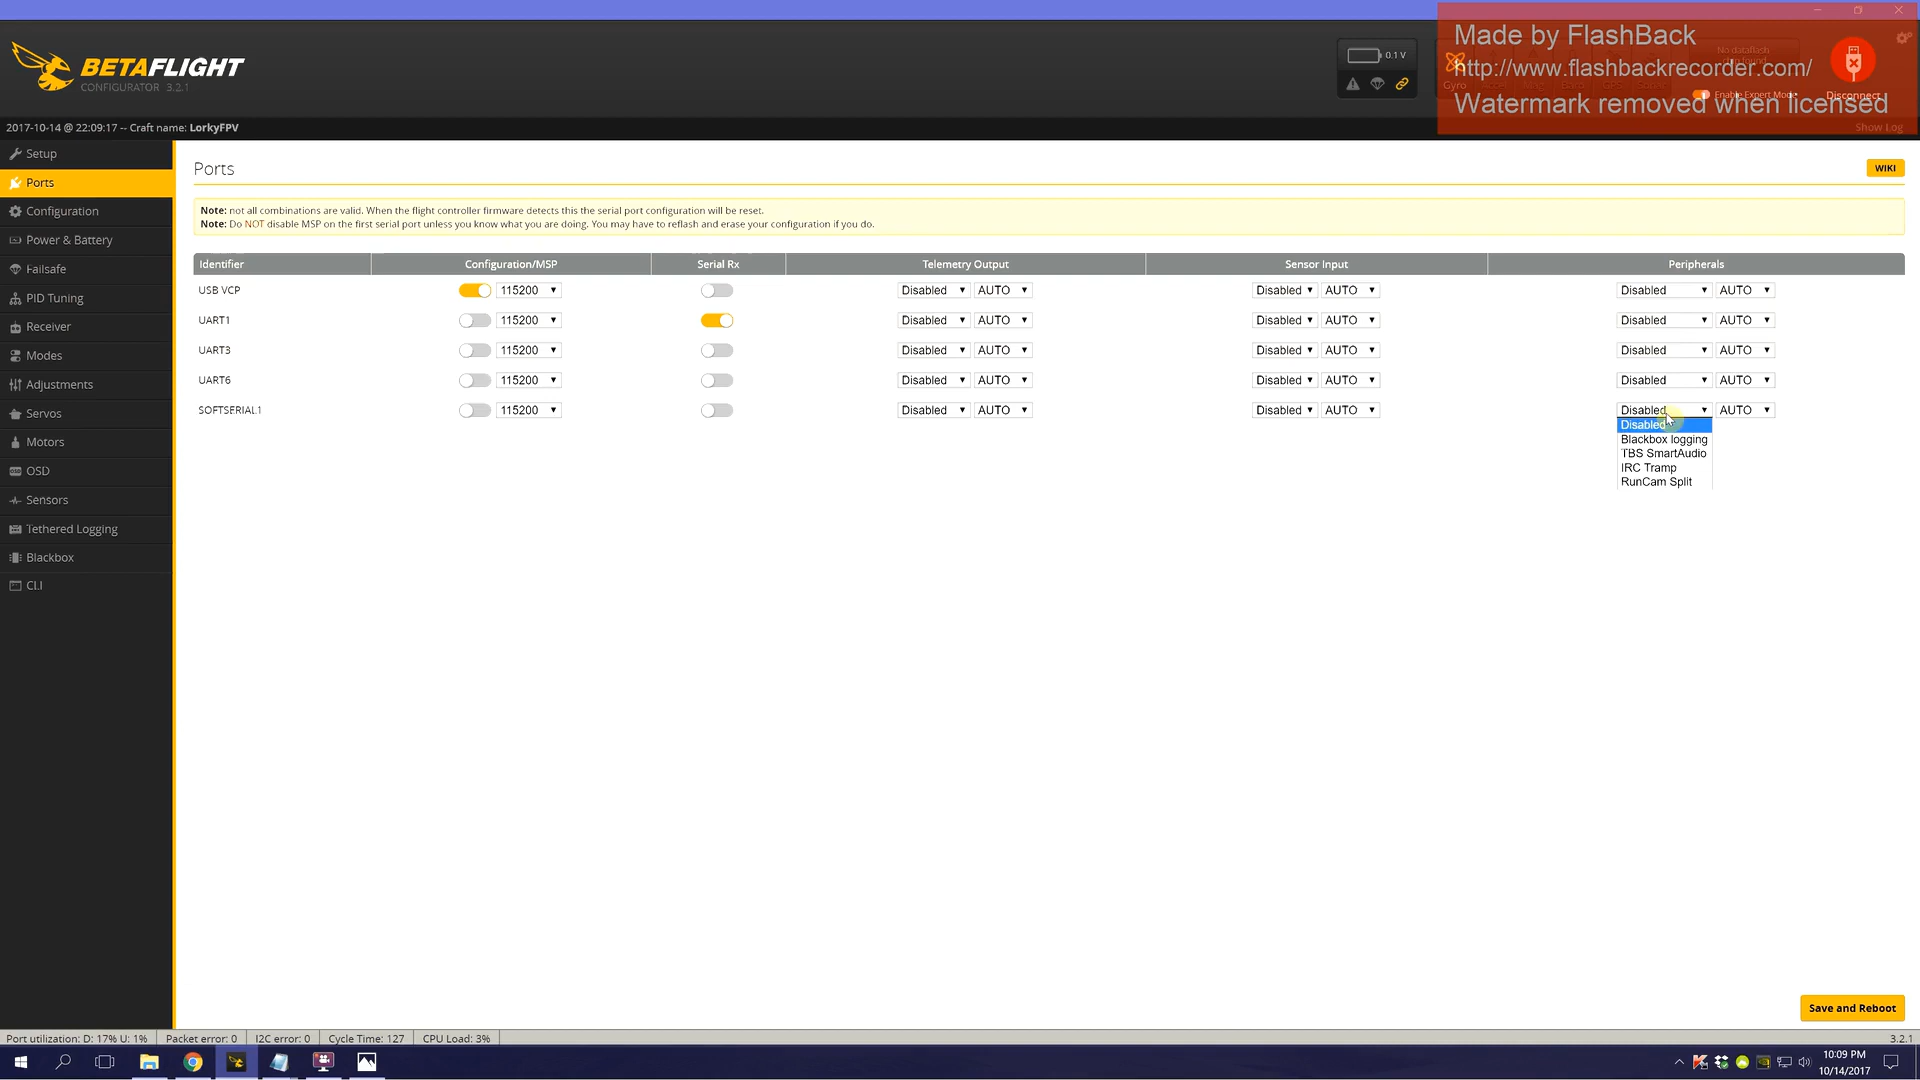 Made by FlashBack
http://www.flashbackrecorder.com/
Watermark removed when licensed
BETAFLIGHT
CONFIGURATOR 3.2.1
0.1 V
Gyro
No dataflash
Enable Expert Mode
Disconnect
2017-10-14 @ 22:09:17 -- Craft name: LorkyFPV
Show Log
Setup
Ports
Configuration
Power & Battery
Failsafe
PID Tuning
Receiver
Modes
Adjustments
Servos
Motors
OSD
Sensors
Tethered Logging
Blackbox
CLI
Ports
WIKI
Note: not all combinations are valid. When the flight controller firmware detects this the serial port configuration will be reset.
Note: Do NOT disable MSP on the first serial port unless you know what you are doing. You may have to reflash and erase your configuration if you do.
Identifier Configuration/MSP Serial Rx Telemetry Output Sensor Input Peripherals
USB VCP 115200 Disabled AUTO Disabled AUTO Disabled AUTO
UART1 115200 Disabled AUTO Disabled AUTO Disabled AUTO
UART3 115200 Disabled AUTO Disabled AUTO Disabled AUTO
UART6 115200 Disabled AUTO Disabled AUTO Disabled AUTO
SOFTSERIAL1 115200 Disabled AUTO Disabled AUTO Disabled AUTO
Disabled
Blackbox logging
TBS SmartAudio
IRC Tramp
RunCam Split
Save and Reboot
Port utilization: D: 17% U: 1% Packet error: 0 I2C error: 0 Cycle Time: 127 CPU Load: 3% 3.2.1
10:09 PM
10/14/2017